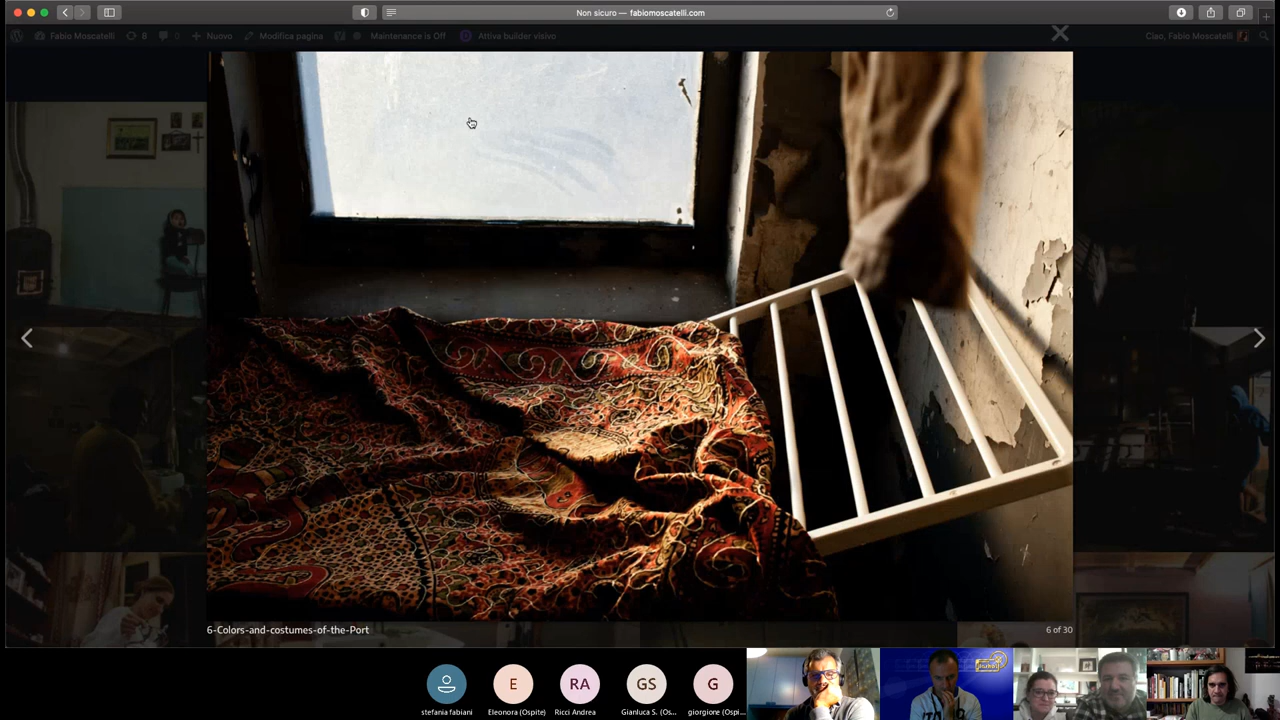 Non sicuro — fabiomoscatelli.com
Fabio Moscatelli 8 0 Nuovo Modifica pagina Maintenance is Off Attiva builder visivo Ciao, Fabio Moscatelli
6-Colors-and-costumes-of-the-Port 6 of 30
E RA GS G
stefania fabiani Eleonora (Ospite) Ricci Andrea Gianluca S. (Os... giorgione (Ospi...